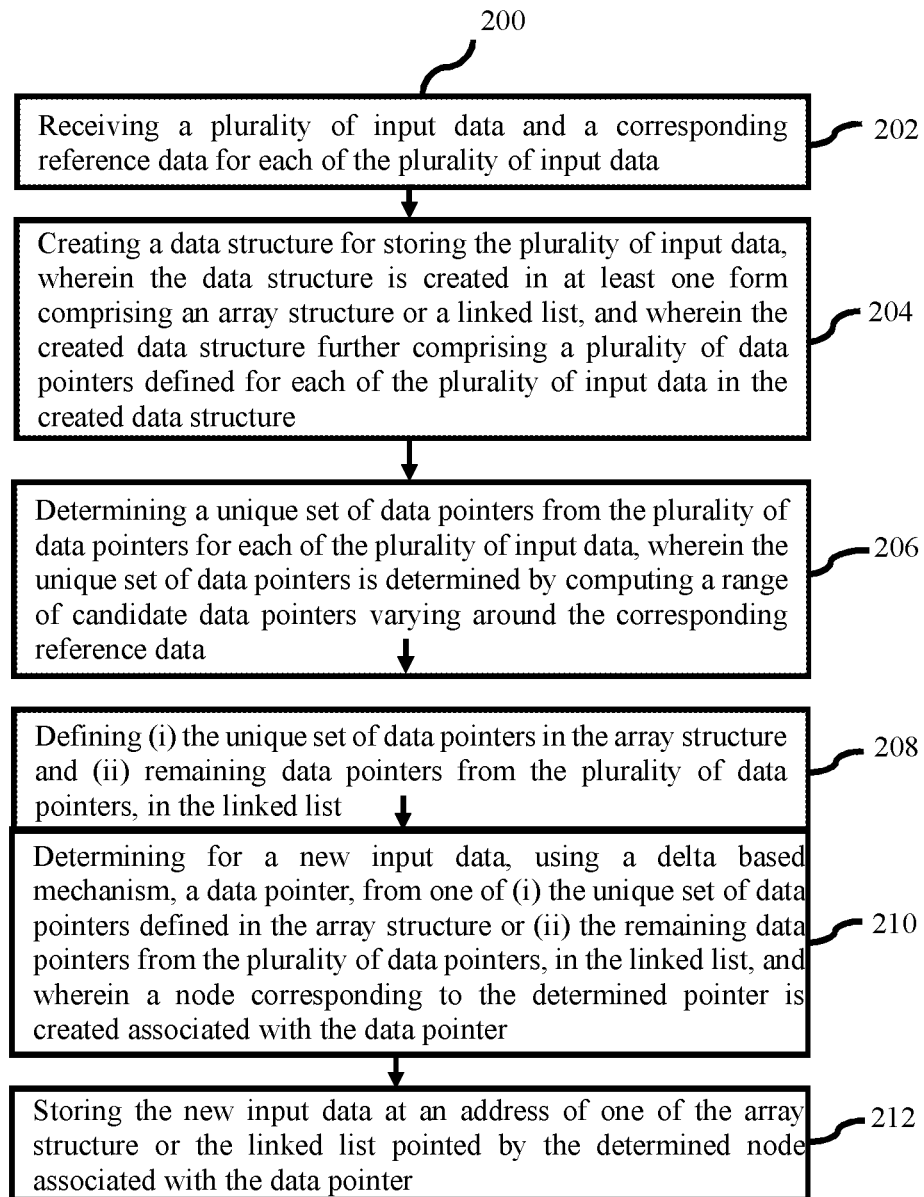 200
Receiving a plurality of input data and a corresponding
reference data for each of the plurality of input data
202
Creating a data structure for storing the plurality of input data,
wherein the data structure is created in at least one form
comprising an array structure or a linked list, and wherein the
created data structure further comprising a plurality of data
pointers defined for each of the plurality of input data in the
created data structure
204
Determining a unique set of data pointers from the plurality of
data pointers for each of the plurality of input data, wherein the
unique set of data pointers is determined by computing a range
of candidate data pointers varying around the corresponding
reference data
206
Defining (i) the unique set of data pointers in the array structure
and (ii) remaining data pointers from the plurality of data
pointers, in the linked list
208
Determining for a new input data, using a delta based
mechanism, a data pointer, from one of (i) the unique set of data
pointers defined in the array structure or (ii) the remaining data
pointers from the plurality of data pointers, in the linked list, and
wherein a node corresponding to the determined pointer is
created associated with the data pointer
210
Storing the new input data at an address of one of the array
structure or the linked list pointed by the determined node
associated with the data pointer
212